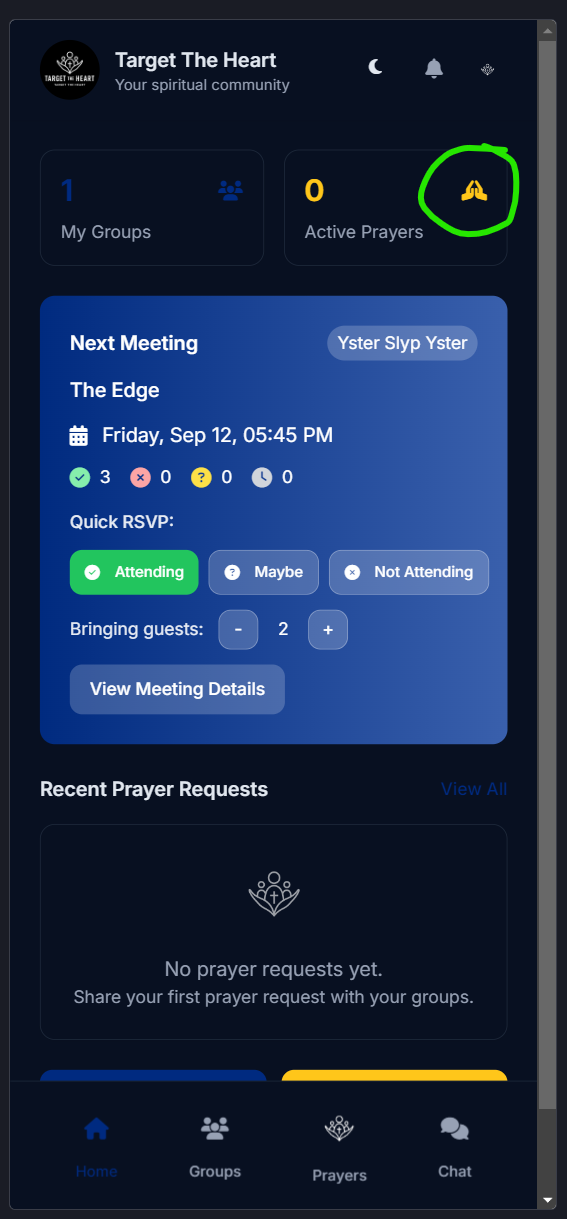 Target The Heart
Your spiritual community
TARGET THE HEART
1
0
My Groups
Active Prayers
Next Meeting
Yster Slyp Yster
The Edge
Friday, Sep 12, 05:45 PM
3 0 ? 0 0
Quick RSVP:
Attending
? Maybe
Not Attending
Bringing guests: - 2 +
View Meeting Details
Recent Prayer Requests
View All
No prayer requests yet.
Share your first prayer request with your groups.
Home
Groups
Prayers
Chat